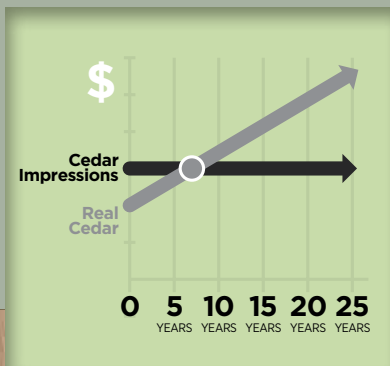 $
Cedar
Impressions
Real
Cedar
0 5 10 15 20 25
YEARS YEARS YEARS YEARS YEARS